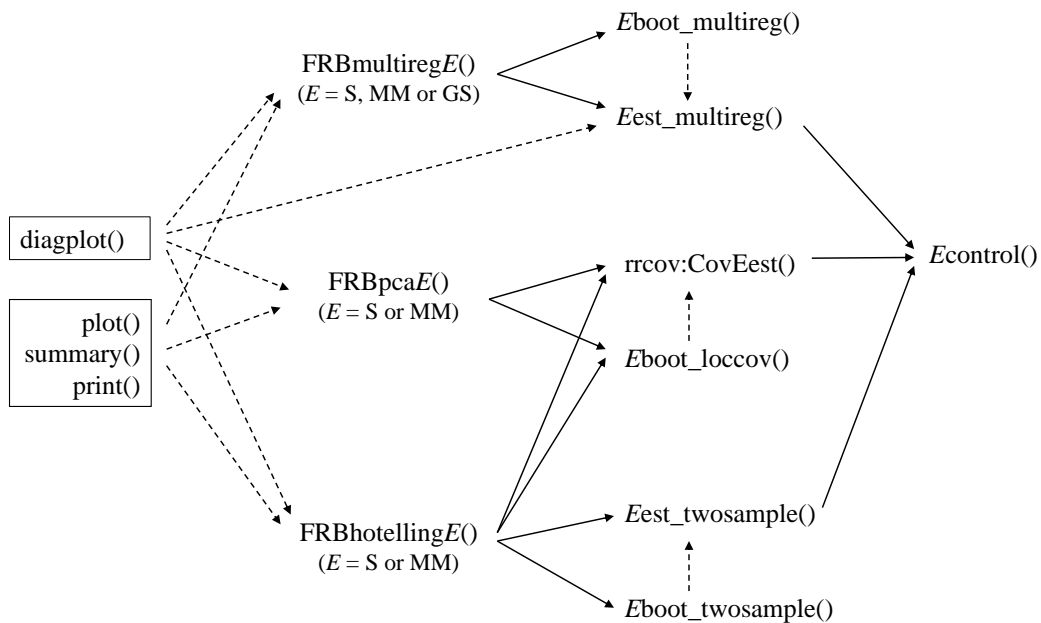 Eboot_multireg()
FRBmultiregE()
(E = S, MM or GS)
Eest_multireg()
diagplot()
plot()
summary()
print()
FRBpcaE()
(E = S or MM)
rrcov:CovEest()
Eboot_loccov()
Econtrol()
FRBhotellingE()
(E = S or MM)
Eest_twosample()
Eboot_twosample()